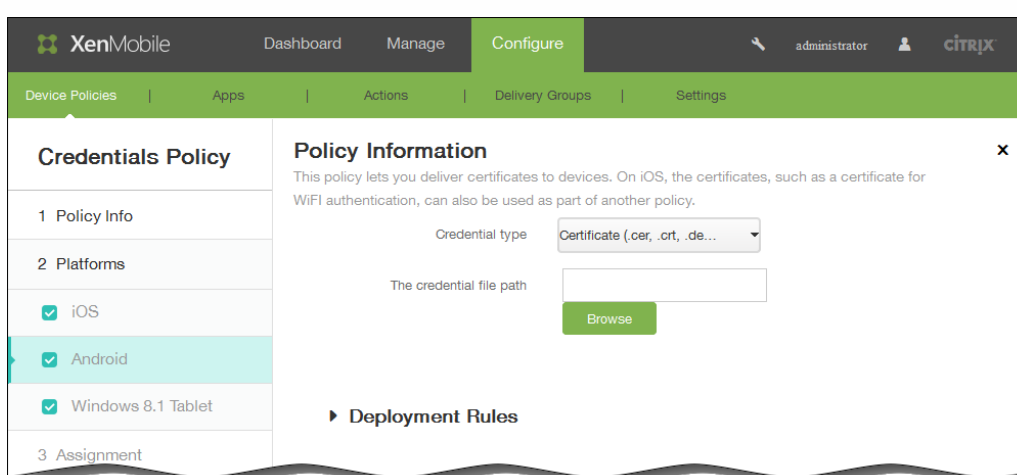 XenMobile Dashboard Manage Configure administrator CİTRIX
Device Policies | Apps | Actions | Delivery Groups | Settings
Credentials Policy
1 Policy Info
2 Platforms
iOS
Android
Windows 8.1 Tablet
3 Assignment
Policy Information
x
This policy lets you deliver certificates to devices. On iOS, the certificates, such as a certificate for
WiFI authentication, can also be used as part of another policy.
Credential type Certificate (.cer, .crt, .de...
The credential file path
Browse
Deployment Rules